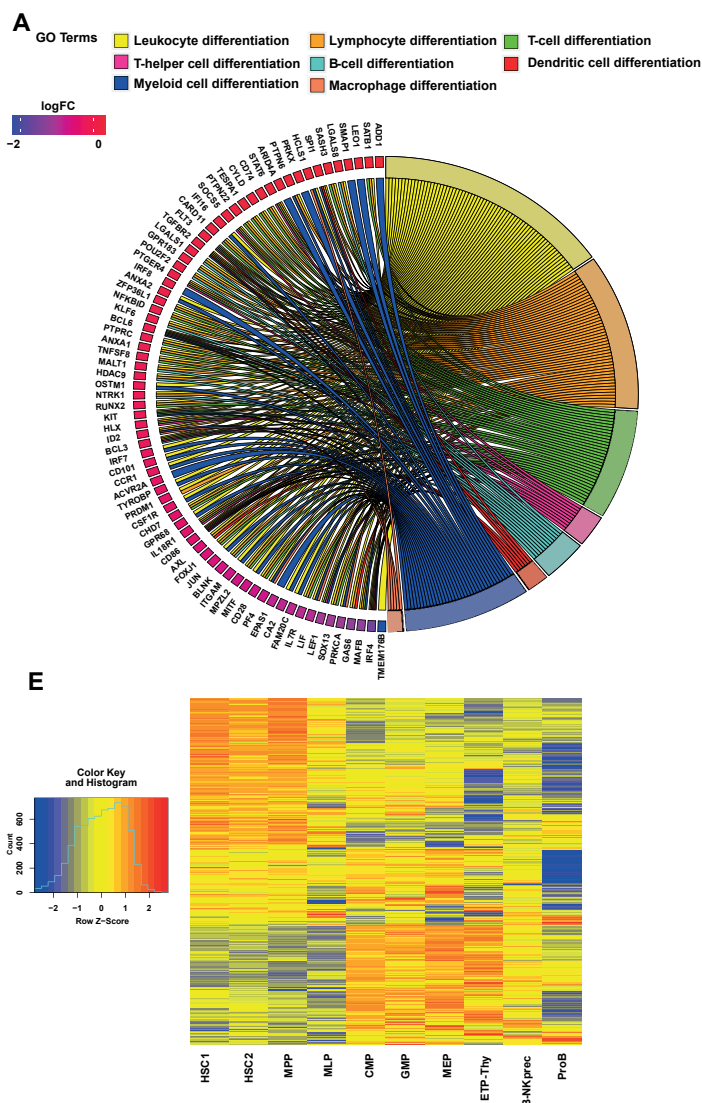 A
GO Terms
Leukocyte differentiation
Lymphocyte differentiation
T-cell differentiation
T-helper cell differentiation
B-cell differentiation
Dendritic cell differentiation
Myeloid cell differentiation
Macrophage differentiation
logFC
−2
0
ADD1
SATB1
LEO1
SMAP1
LGALS8
SASH3
SPI1
HCLS1
PRKX
PTPN6
ARID4A
STAT6
CD74
CYLD
TESPA1
PTPN22
SOCS5
IFI16
CARD11
FLT3
TGFBR2
LGALS1
GPR183
POU2F2
PTGER4
IRF8
ANXA2
ZFP36L1
NFKBID
KLF6
BCL6
PTPRC
ANXA1
TNFSF8
MALT1
HDAC9
OSTM1
NTRK1
RUNX2
KIT
HLX
ID2
BCL3
IRF7
CD101
CCR1
ACVR2A
TYROBP
PRDM1
CSF1R
CHD7
GPR68
IL18R1
CD86
AXL
FOXJ1
JUN
BLNK
ITGAM
MPZL2
MITF
CD28
PF4
EPAS1
CA2
FAM20C
IL7R
LIF
LEF1
SOX13
PRKCA
GAS6
MAFB
IRF4
TMEM176B
E
Color Key
and Histogram
Count
0
200
400
600
−2
−1
0
1
2
Row Z−Score
HSC1
HSC2
MPP
MLP
CMP
GMP
MEP
ETP-Thy
B-NKprec
ProB